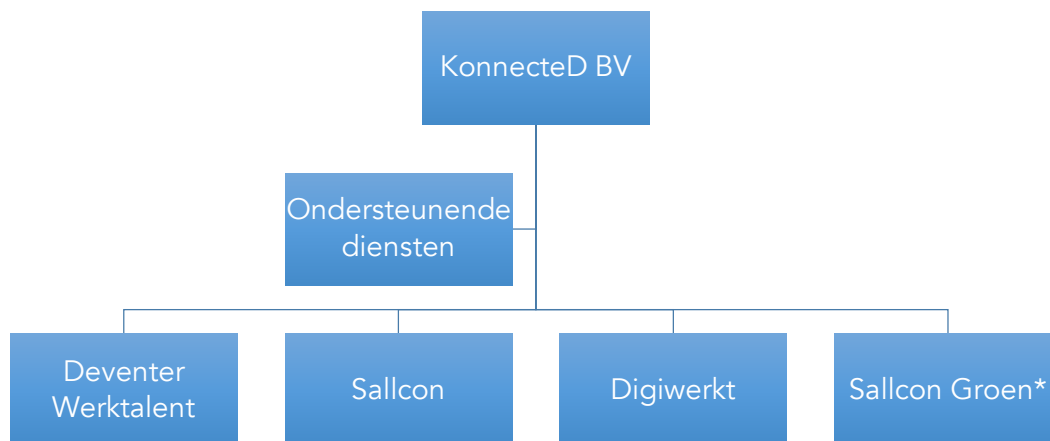 KonnecteD BV
Ondersteunende
diensten
Deventer
Werktalent
Sallcon
Digiwerkt
Sallcon Groen*